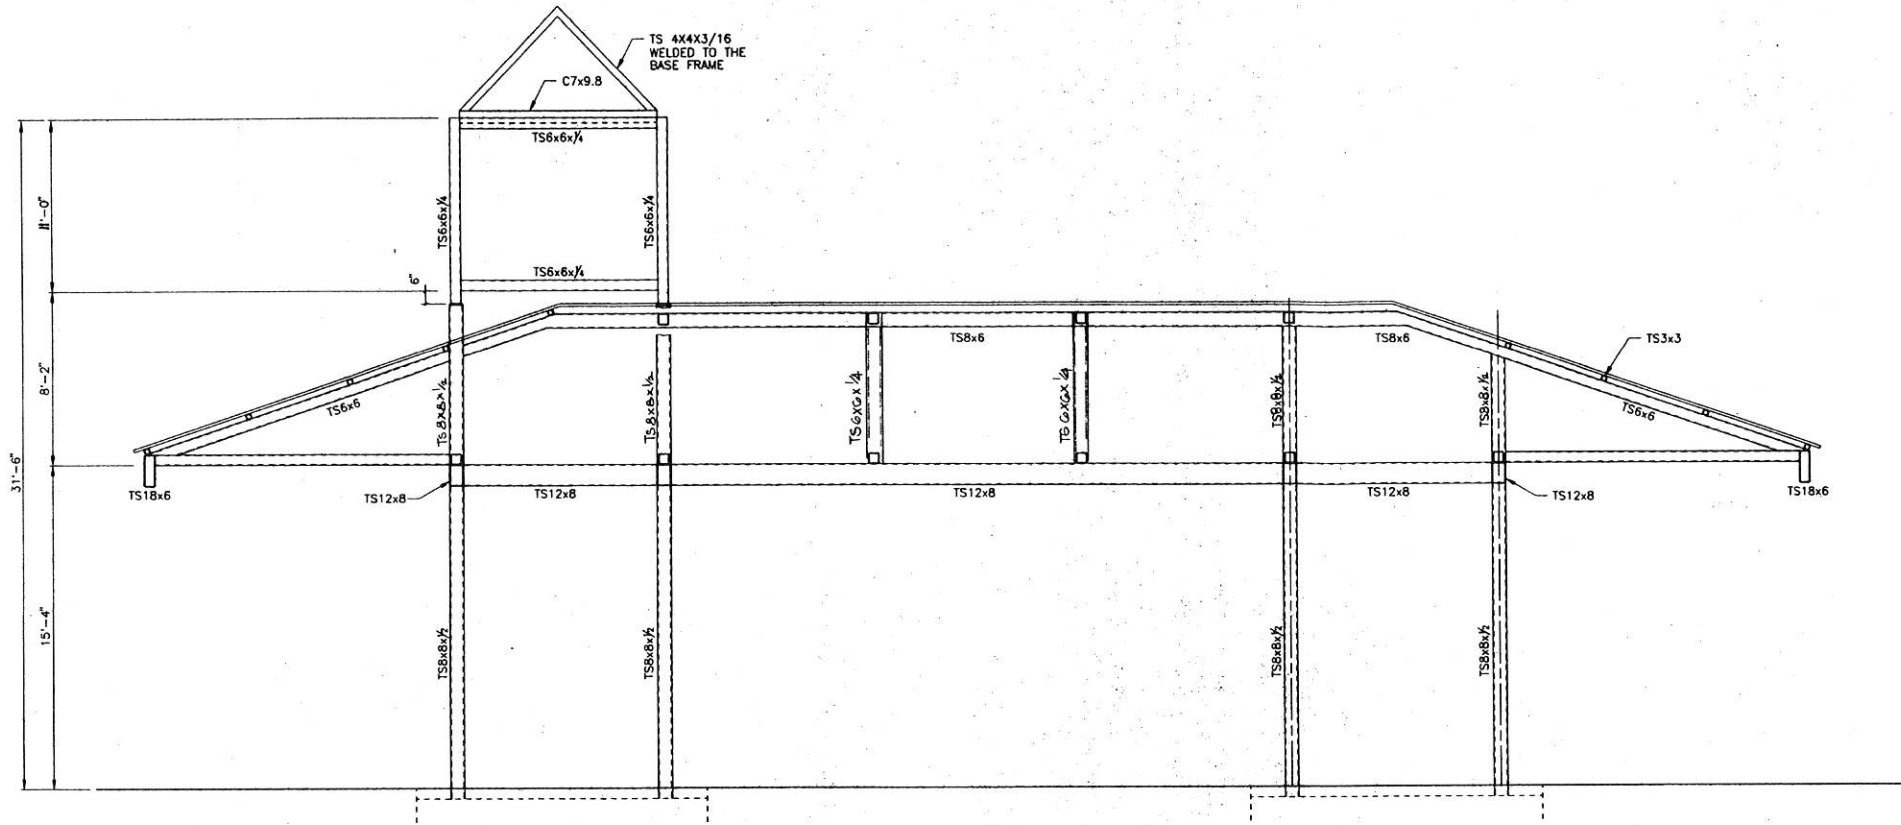 TS 4X4X3/16
WELDED TO THE
BASE FRAME
C7x9.8
TS6x6x1/4
11'-0"
TS6x6x1/4
TS6x6x1/4
TS6x6x1/4
6"
8'-2"
31'-6"
15'-4"
TS8x6
TS8x6
TS3x3
TS6x6
TS8x8x1/2
TS8x8x1/2
TS6x6x1/4
TS6x6x1/4
TS8x8x1/2
TS8x8x1/2
TS6x6
TS18x6
TS12x8
TS12x8
TS12x8
TS12x8
TS12x8
TS18x6
TS8x8x1/2
TS8x8x1/2
TS8x8x1/2
TS8x8x1/2